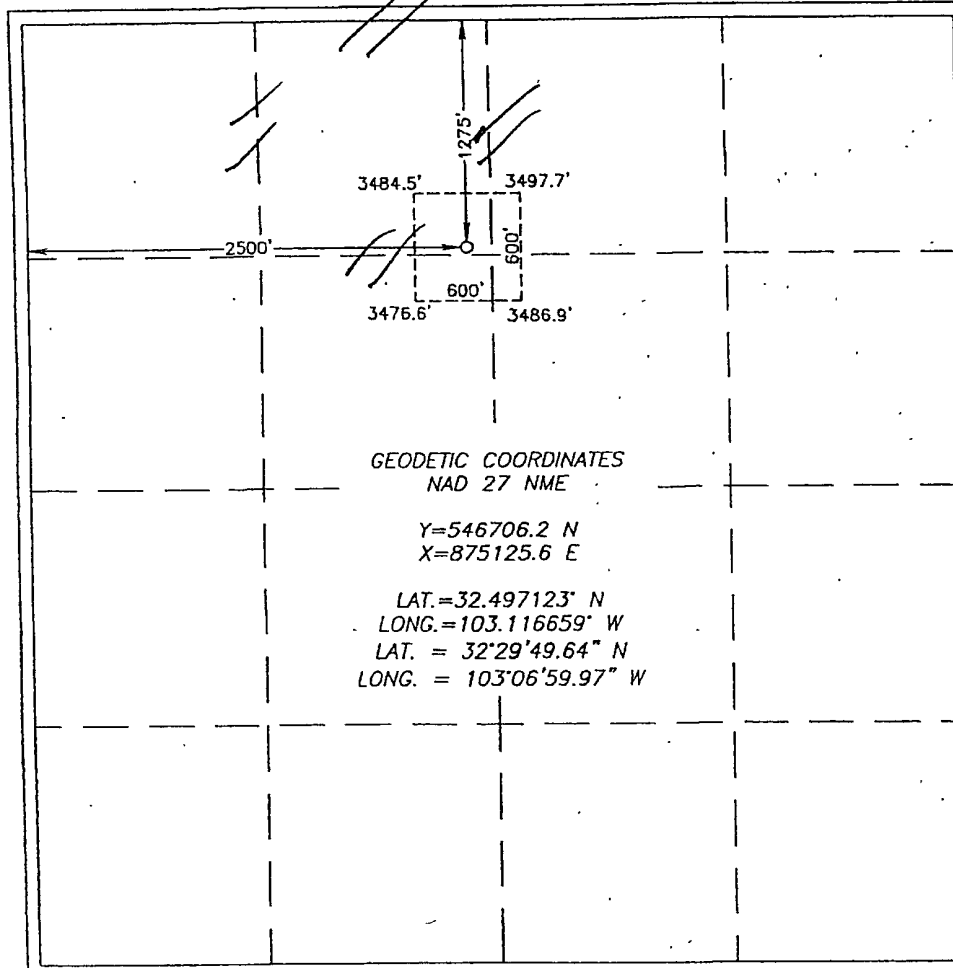 1275'
3484.5' 3497.7'
2500'
600'
600'
3476.6' 3486.9'
GEODETIC COORDINATES
NAD 27 NME
Y=546706.2 N
X=875125.6 E
LAT.=32.497123° N
LONG.=103.116659° W
LAT. = 32°29'49.64" N
LONG. = 103°06'59.97" W